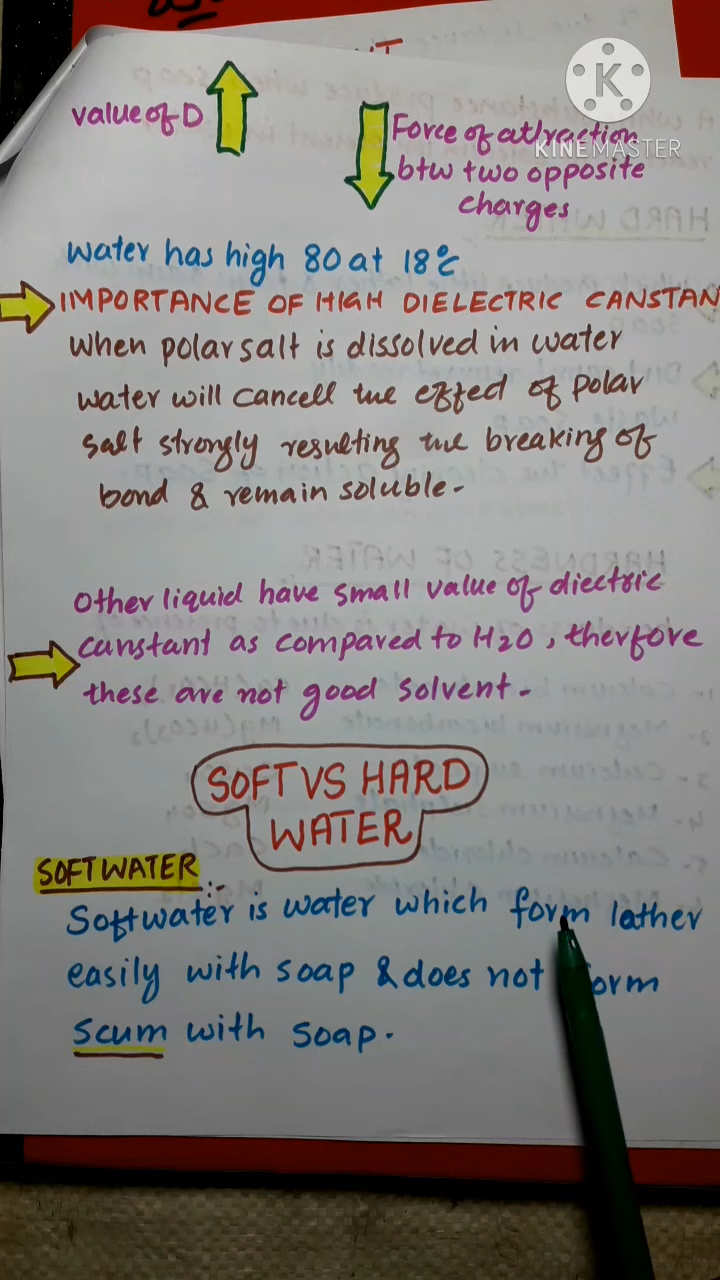 value of D
Force of attraction
btw two opposite
charges
K
KINEMASTER
water has high 80 at 18°C
IMPORTANCE OF HIGH DIELECTRIC CANSTAN
when polar salt is dissolved in water
water will cancell the effect of polar
salt strongly resulting the breaking of
bond & remain soluble-
Other liquid have small value of diectric
canstant as compared to H2O, therfore
these are not good solvent-
SOFT VS HARD
WATER
SOFT WATER:-
Softwater is water which form lather
easily with soap & does not form
scum with soap.